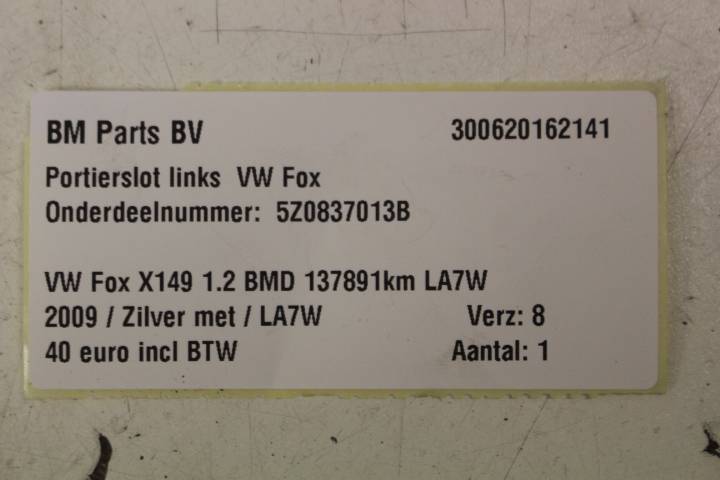 BM Parts BV 300620162141
Portierslot links VW Fox
Onderdeelnummer: 5Z0837013B
VW Fox X149 1.2 BMD 137891km LA7W
2009 / Zilver met / LA7W Verz: 8
40 euro incl BTW Aantal: 1